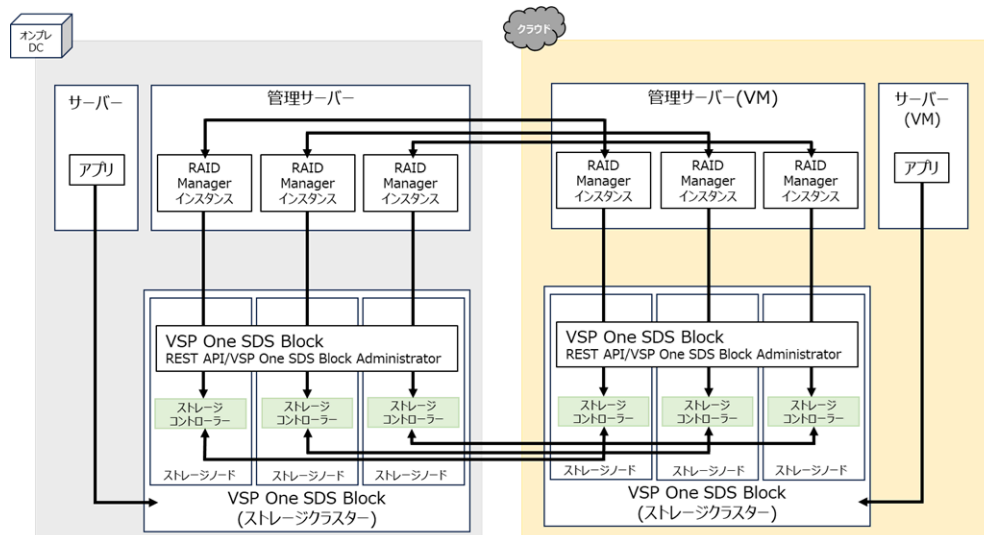 オンプレ
DC
クラウド
サーバー
アプリ
管理サーバー
RAID
Manager
インスタンス
RAID
Manager
インスタンス
RAID
Manager
インスタンス
VSP One SDS Block
REST API/VSP One SDS Block Administrator
ストレージ
コントローラー
ストレージ
コントローラー
ストレージ
コントローラー
ストレージノード
ストレージノード
ストレージノード
VSP One SDS Block
(ストレージクラスター)
管理サーバー(VM)
RAID
Manager
インスタンス
RAID
Manager
インスタンス
RAID
Manager
インスタンス
サーバー
(VM)
アプリ
VSP One SDS Block
REST API/VSP One SDS Block Administrator
ストレージ
コントローラー
ストレージ
コントローラー
ストレージ
コントローラー
ストレージノード
ストレージノード
ストレージノード
VSP One SDS Block
(ストレージクラスター)